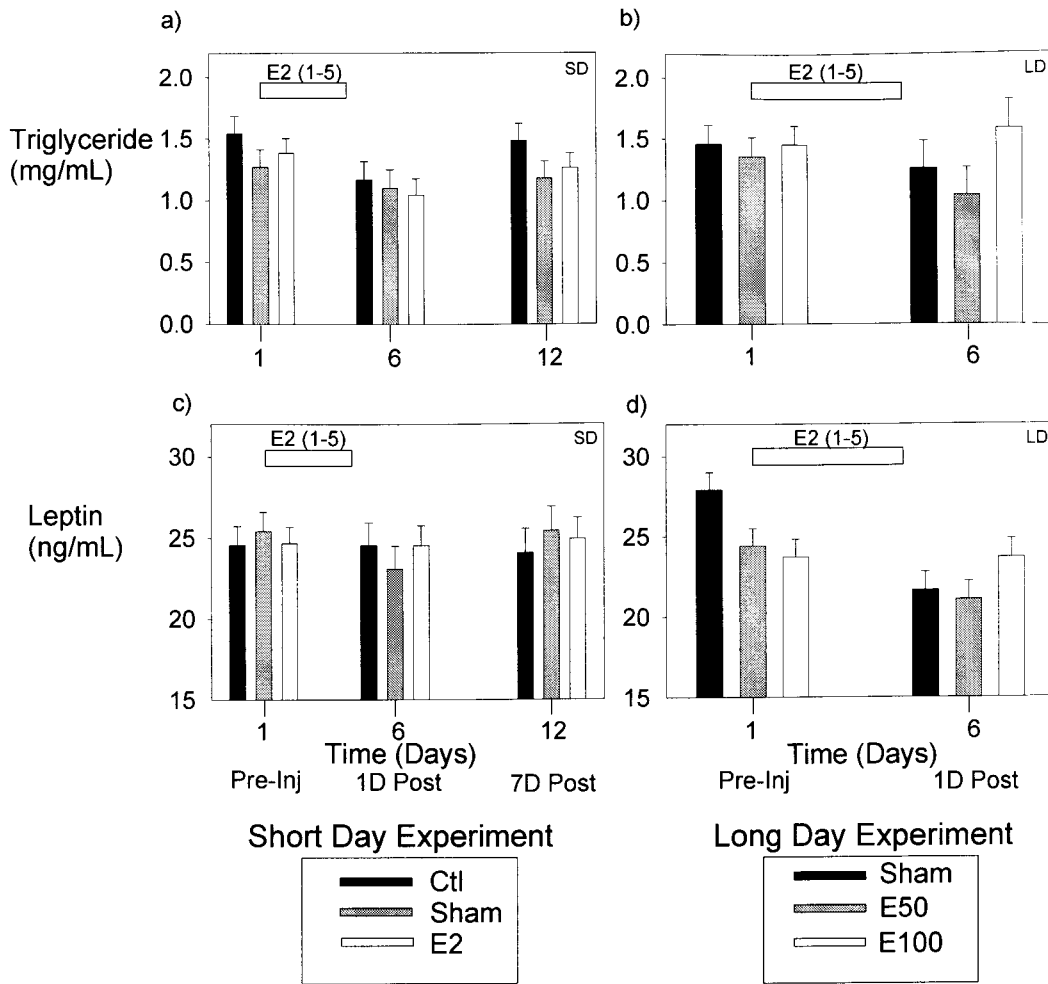 a)
E2 (1-5)
SD
2.0
1.5
1.0
0.5
0.0
Triglyceride
(mg/mL)
1
6
12
b)
E2 (1-5)
LD
2.0
1.5
1.0
0.5
0.0
1
6
c)
E2 (1-5)
SD
30
25
20
15
Leptin
(ng/mL)
1
6
12
Time (Days)
Pre-Inj
1D Post
7D Post
d)
E2 (1-5)
LD
30
25
20
15
1
6
Time (Days)
Pre-Inj
1D Post
Short Day Experiment
Ctl
Sham
E2
Long Day Experiment
Sham
E50
E100